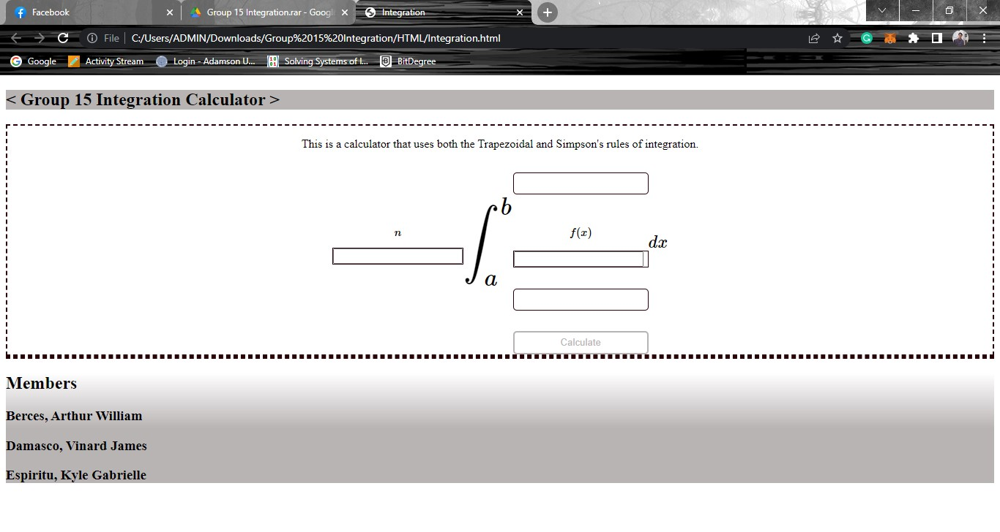 Facebook
Group 15 Integration.rar - Googl
Integration
File C:/Users/ADMIN/Downloads/Group%2015%20Integration/HTML/Integration.html
Google Activity Stream Login - Adamson U... Solving Systems of l... BitDegree
< Group 15 Integration Calculator >
This is a calculator that uses both the Trapezoidal and Simpson's rules of integration.
b
n ∫ f(x) dx
a
Calculate
Members
Berces, Arthur William
Damasco, Vinard James
Espiritu, Kyle Gabrielle